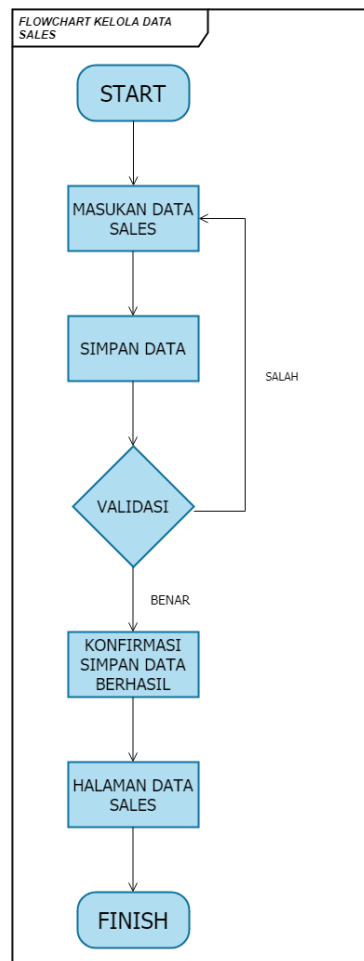 FLOWCHART KELOLA DATA
SALES
START
MASUKAN DATA
SALES
SIMPAN DATA
SALAH
VALIDASI
BENAR
KONFIRMASI
SIMPAN DATA
BERHASIL
HALAMAN DATA
SALES
FINISH